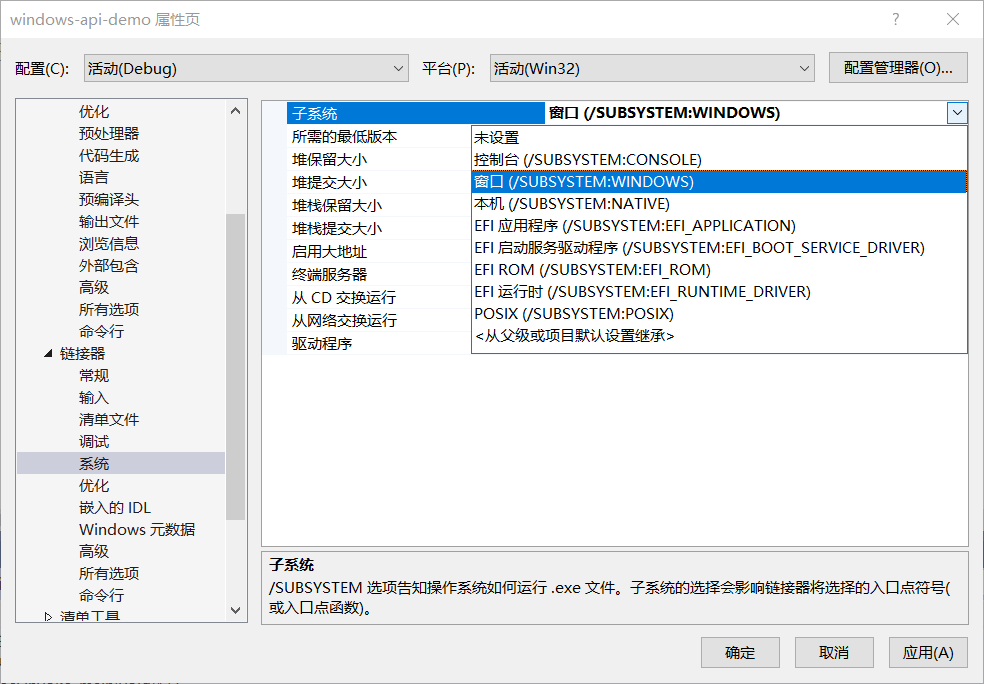 windows-api-demo 属性页
配置(C): 活动(Debug) 平台(P): 活动(Win32) 配置管理器(O)...
优化
预处理器
代码生成
语言
预编译头
输出文件
浏览信息
外部包含
高级
所有选项
命令行
链接器
常规
输入
清单文件
调试
系统
优化
嵌入的 IDL
Windows 元数据
高级
所有选项
命令行
清单工具
子系统 窗口 (/SUBSYSTEM:WINDOWS)
所需的最低版本
堆保留大小
堆提交大小
堆栈保留大小
堆栈提交大小
启用大地址
终端服务器
从 CD 交换运行
从网络交换运行
驱动程序
未设置
控制台 (/SUBSYSTEM:CONSOLE)
窗口 (/SUBSYSTEM:WINDOWS)
本机 (/SUBSYSTEM:NATIVE)
EFI 应用程序 (/SUBSYSTEM:EFI_APPLICATION)
EFI 启动服务驱动程序 (/SUBSYSTEM:EFI_BOOT_SERVICE_DRIVER)
EFI ROM (/SUBSYSTEM:EFI_ROM)
EFI 运行时 (/SUBSYSTEM:EFI_RUNTIME_DRIVER)
POSIX (/SUBSYSTEM:POSIX)
<从父级或项目默认设置继承>
子系统
/SUBSYSTEM 选项告知操作系统如何运行 .exe 文件。子系统的选择会影响链接器将选择的入口点符号(
或入口点函数)。
确定 取消 应用(A)